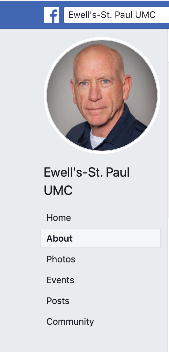 Ewell's-St. Paul UMC
Ewell's-St. Paul
UMC
Home
About
Photos
Events
Posts
Community